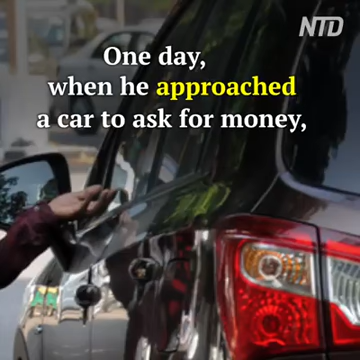 NTD
One day,
when he approached
a car to ask for money,